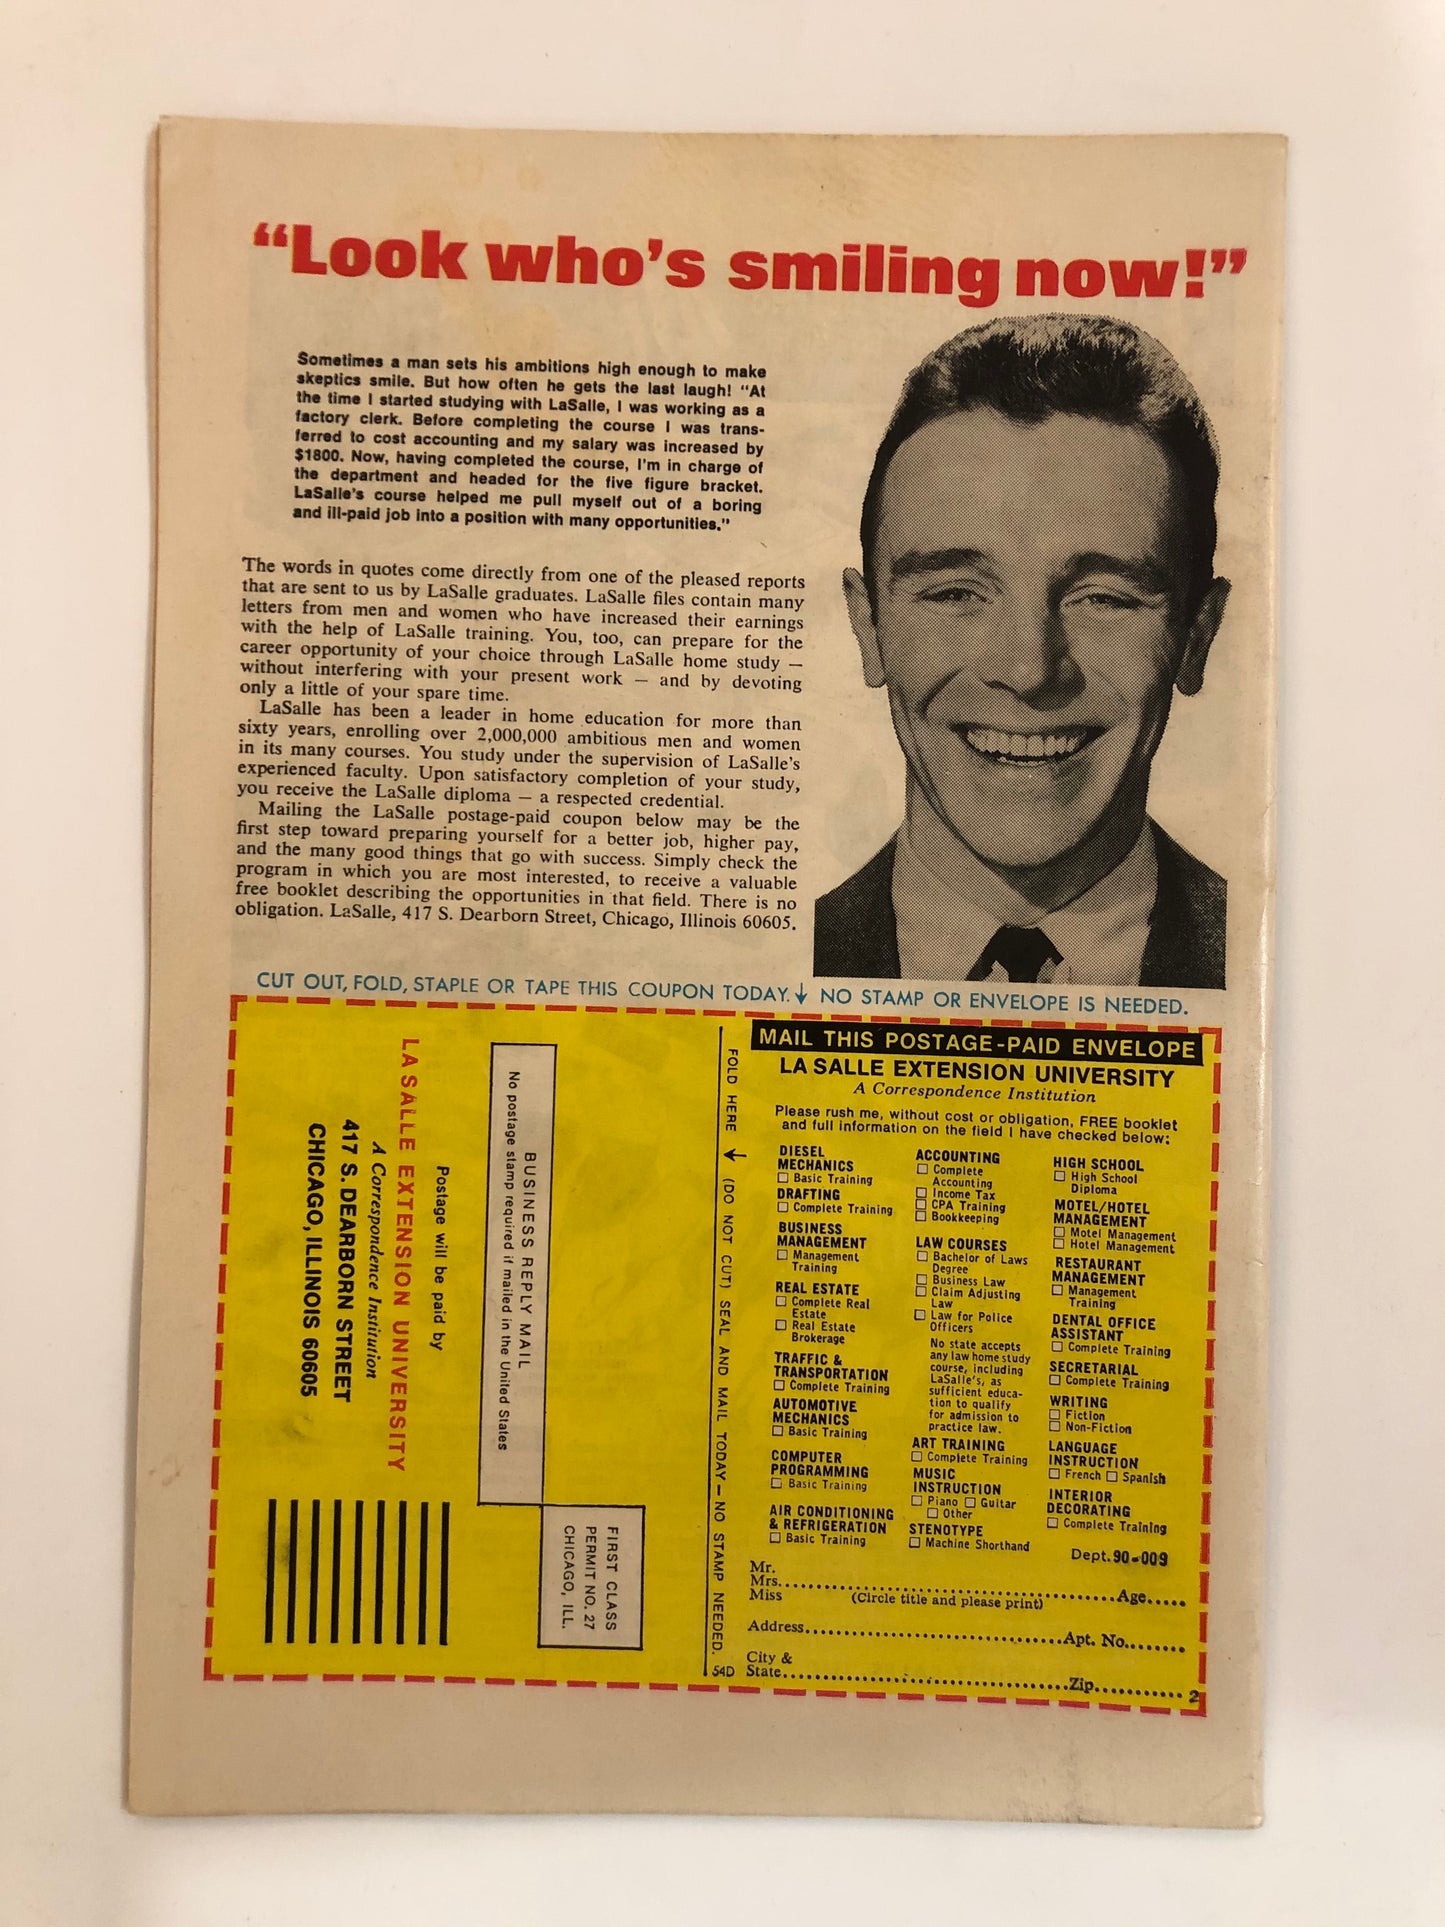 “Look who’s smiling now!”
Sometimes a man sets his ambitions high enough to make
skeptics smile. But how often he gets the last laugh! “At
the time I started studying with LaSalle, I was working as a
factory clerk. Before completing the course I was trans-
ferred to cost accounting and my salary was increased by
$1800. Now, having completed the course, I'm in charge of
the department and headed for the five figure bracket.
LaSalle's course helped me pull myself out of a boring
and ill-paid job into a position with many opportunities.”
The words in quotes come directly from one of the pleased reports
that are sent to us by LaSalle graduates. LaSalle files contain many
letters from men and women who have increased their earnings
with the help of LaSalle training. You, too, can prepare for the
career opportunity of your choice through LaSalle home study —
without interfering with your present work — and by devoting
only a little of your spare time.
LaSalle has been a leader in home education for more than
sixty years, enrolling over 2,000,000 ambitious men and women
in its many courses. You study under the supervision of LaSalle's
experienced faculty. Upon satisfactory completion of your study,
you receive the LaSalle diploma — a respected credential.
Mailing the LaSalle postage-paid coupon below may be the
first step toward preparing yourself for a better job, higher pay,
and the many good things that go with success. Simply check the
program in which you are most interested, to receive a valuable
free booklet describing the opportunities in that field. There is no
obligation. LaSalle, 417 S. Dearborn Street, Chicago, Illinois 60605.
CUT OUT, FOLD, STAPLE OR TAPE THIS COUPON TODAY.↓ NO STAMP OR ENVELOPE IS NEEDED.
FIRST CLASS
PERMIT NO. 27
CHICAGO, ILL.
BUSINESS REPLY MAIL
No postage stamp required if mailed in the United States
Postage will be paid by
LA SALLE EXTENSION UNIVERSITY
A Correspondence Institution
417 S. DEARBORN STREET
CHICAGO, ILLINOIS 60605
FOLD HERE → (DO NOT CUT) SEAL AND MAIL TODAY — NO STAMP NEEDED.
54D
MAIL THIS POSTAGE-PAID ENVELOPE
LA SALLE EXTENSION UNIVERSITY
A Correspondence Institution
Please rush me, without cost or obligation, FREE booklet
and full information on the field I have checked below:
DIESEL
MECHANICS
☐ Basic Training
DRAFTING
☐ Complete Training
BUSINESS
MANAGEMENT
☐ Management
Training
REAL ESTATE
☐ Complete Real
Estate
☐ Real Estate
Brokerage
TRAFFIC &
TRANSPORTATION
☐ Complete Training
AUTOMOTIVE
MECHANICS
☐ Basic Training
COMPUTER
PROGRAMMING
☐ Basic Training
AIR CONDITIONING
& REFRIGERATION
☐ Basic Training
ACCOUNTING
☐ Complete
Accounting
☐ Income Tax
☐ CPA Training
☐ Bookkeeping
LAW COURSES
☐ Bachelor of Laws
Degree
☐ Business Law
☐ Claim Adjusting
Law
☐ Law for Police
Officers
No state accepts
any law home study
course, including
LaSalle's, as
sufficient educa-
tion to qualify
for admission to
practice law.
ART TRAINING
☐ Complete Training
MUSIC
INSTRUCTION
☐ Piano ☐ Guitar
☐ Other
STENOTYPE
☐ Machine Shorthand
HIGH SCHOOL
☐ High School
Diploma
MOTEL/HOTEL
MANAGEMENT
☐ Motel Management
☐ Hotel Management
RESTAURANT
MANAGEMENT
☐ Management
Training
DENTAL OFFICE
ASSISTANT
☐ Complete Training
SECRETARIAL
☐ Complete Training
WRITING
☐ Fiction
☐ Non-Fiction
LANGUAGE
INSTRUCTION
☐ French ☐ Spanish
INTERIOR
DECORATING
☐ Complete Training
Dept. 90-009
Mr.
Mrs.....Age.....
Miss (Circle title and please print)
Address.....Apt. No.....
City &
State.....Zip..... 2